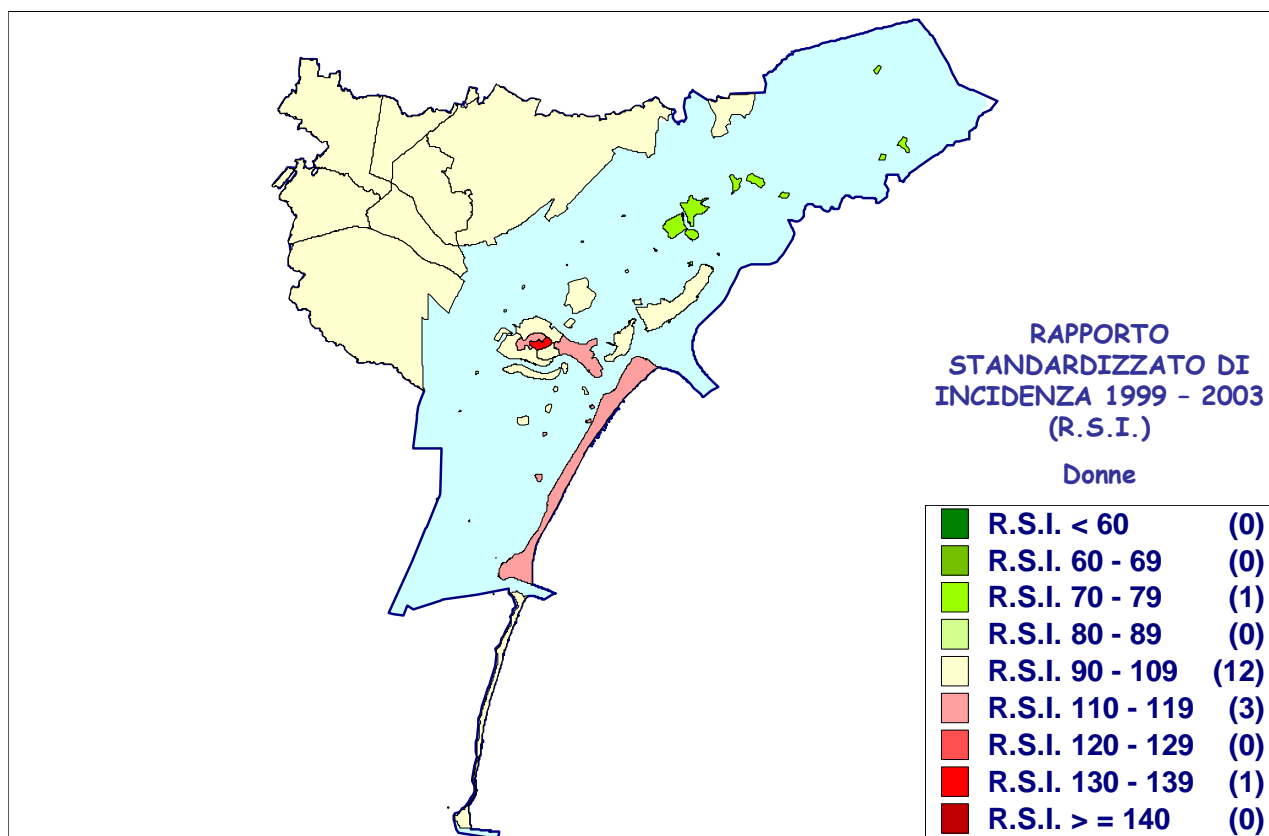 RAPPORTO
STANDARDIZZATO DI
INCIDENZA 1999 – 2003
(R.S.I.)
Donne
R.S.I. < 60 (0)
R.S.I. 60 - 69 (0)
R.S.I. 70 - 79 (1)
R.S.I. 80 - 89 (0)
R.S.I. 90 - 109 (12)
R.S.I. 110 - 119 (3)
R.S.I. 120 - 129 (0)
R.S.I. 130 - 139 (1)
R.S.I. > = 140 (0)